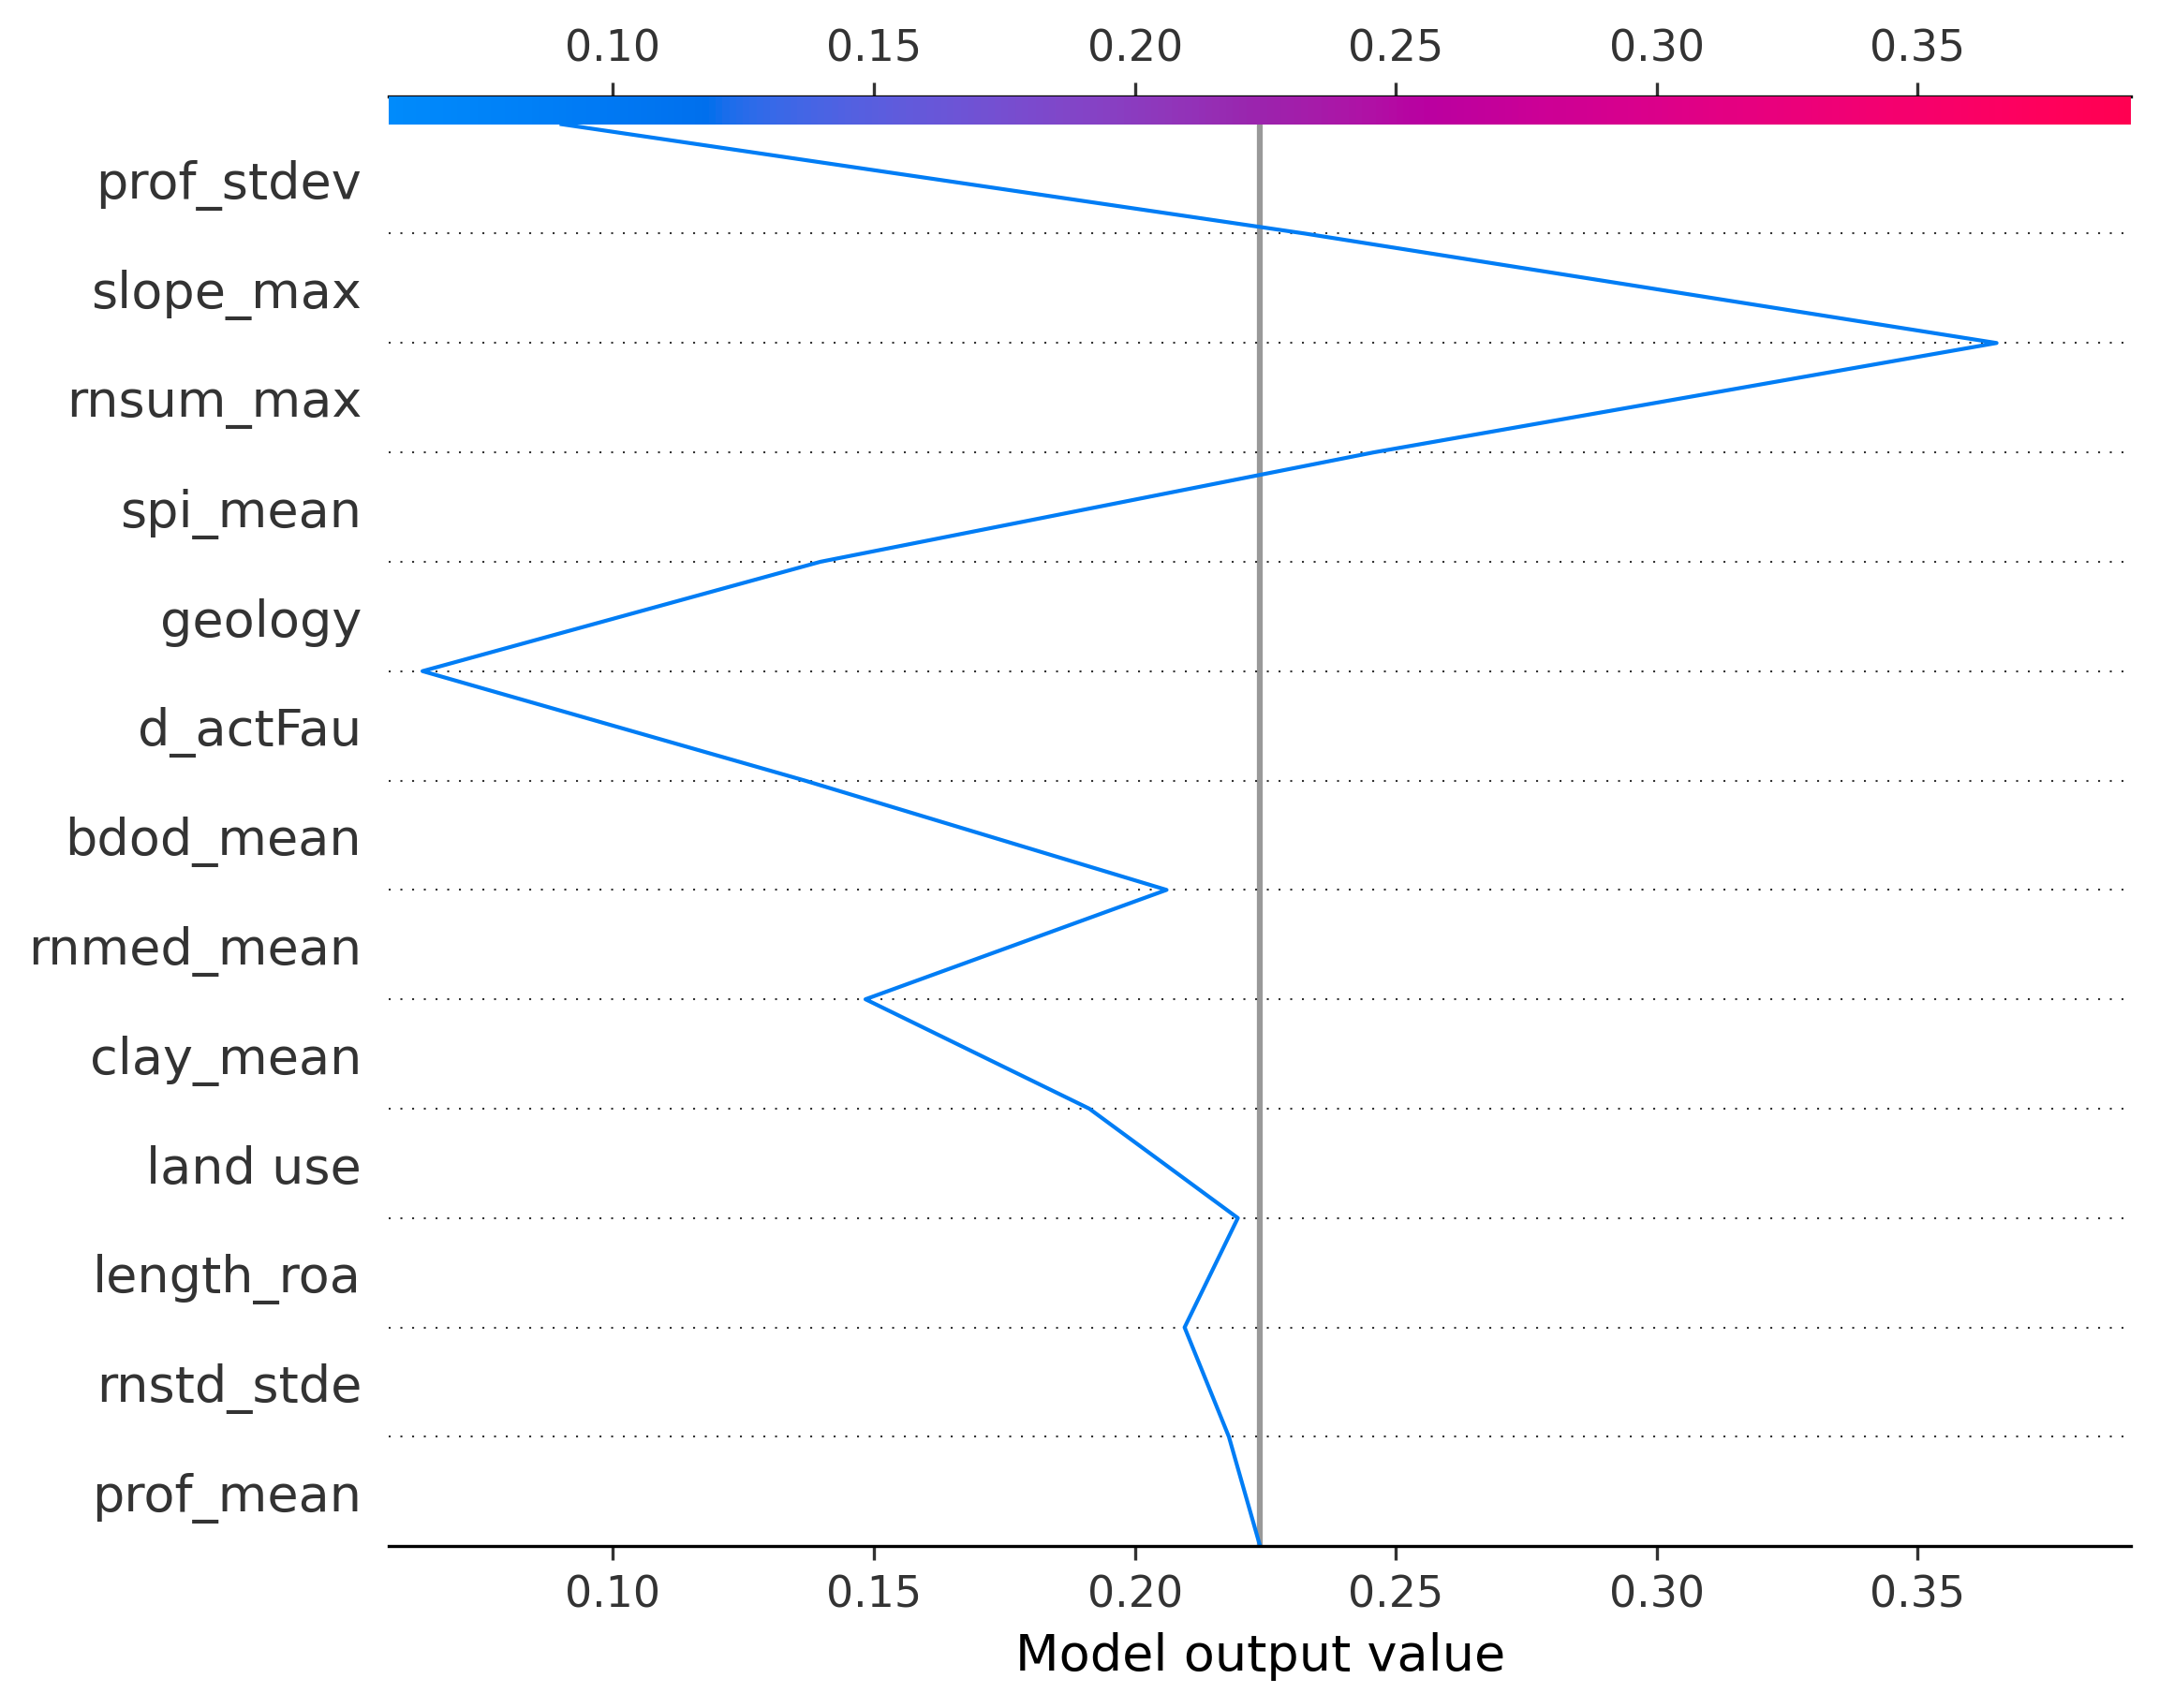 0.10 0.15 0.20 0.25 0.30 0.35
prof_stdev
slope_max
rnsum_max
spi_mean
geology
d_actFau
bdod_mean
rnmed_mean
clay_mean
land use
length_roa
rnstd_stde
prof_mean
0.10 0.15 0.20 0.25 0.30 0.35
Model output value